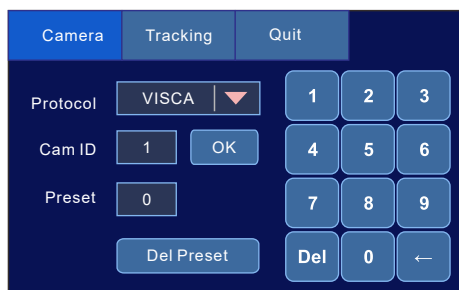 Camera Tracking Quit
Protocol VISCA 1 2 3
Cam ID 1 OK 4 5 6
Preset 0 7 8 9
Del Preset Del 0 ←